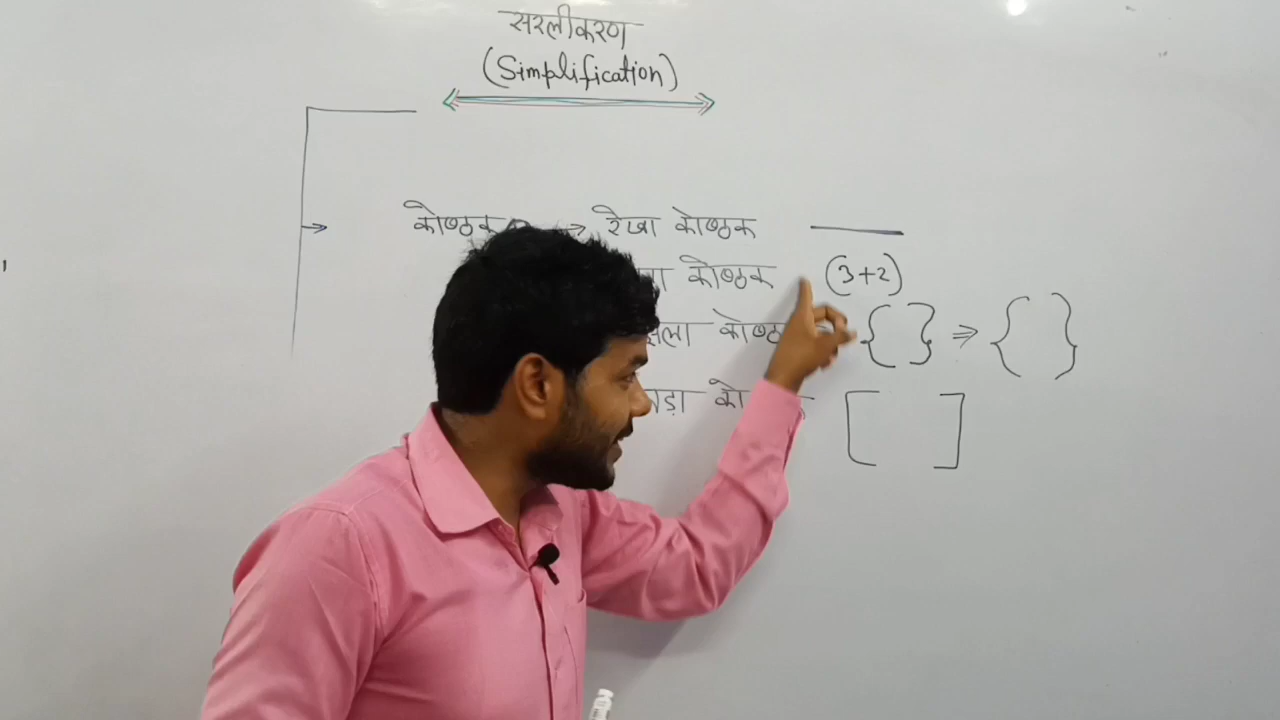 सरलीकरण
(Simplification)
कोष्ठक → रेखा कोष्ठक ——
कोष्ठक (3+2)
{ } ⇒ { }
[ ]